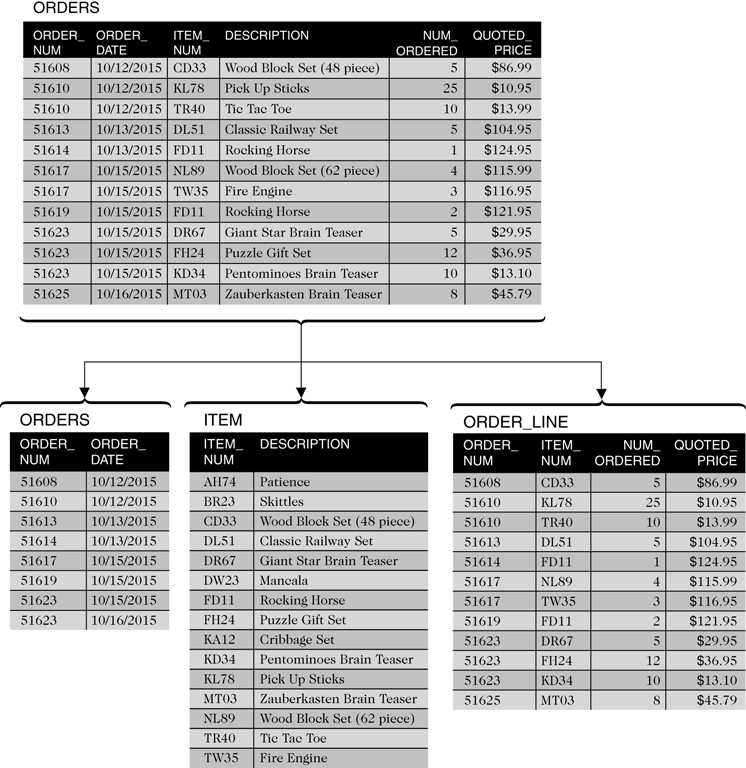 ORDERS
ORDER_ ORDER_ ITEM_ DESCRIPTION NUM_ QUOTED_
NUM DATE NUM ORDERED PRICE
51608 10/12/2015 CD33 Wood Block Set (48 piece) 5 $86.99
51610 10/12/2015 KL78 Pick Up Sticks 25 $10.95
51610 10/12/2015 TR40 Tic Tac Toe 10 $13.99
51613 10/13/2015 DL51 Classic Railway Set 5 $104.95
51614 10/13/2015 FD11 Rocking Horse 1 $124.95
51617 10/15/2015 NL89 Wood Block Set (62 piece) 4 $115.99
51617 10/15/2015 TW35 Fire Engine 3 $116.95
51619 10/15/2015 FD11 Rocking Horse 2 $121.95
51623 10/15/2015 DR67 Giant Star Brain Teaser 5 $29.95
51623 10/15/2015 FH24 Puzzle Gift Set 12 $36.95
51623 10/15/2015 KD34 Pentominoes Brain Teaser 10 $13.10
51625 10/16/2015 MT03 Zauberkasten Brain Teaser 8 $45.79
ORDERS
ORDER_ ORDER_
NUM DATE
51608 10/12/2015
51610 10/12/2015
51613 10/13/2015
51614 10/13/2015
51617 10/15/2015
51619 10/15/2015
51623 10/15/2015
51623 10/16/2015
ITEM
ITEM_ DESCRIPTION
NUM
AH74 Patience
BR23 Skittles
CD33 Wood Block Set (48 piece)
DL51 Classic Railway Set
DR67 Giant Star Brain Teaser
DW23 Mancala
FD11 Rocking Horse
FH24 Puzzle Gift Set
KA12 Cribbage Set
KD34 Pentominoes Brain Teaser
KL78 Pick Up Sticks
MT03 Zauberkasten Brain Teaser
NL89 Wood Block Set (62 piece)
TR40 Tic Tac Toe
TW35 Fire Engine
ORDER_LINE
ORDER_ ITEM_ NUM_ QUOTED_
NUM NUM ORDERED PRICE
51608 CD33 5 $86.99
51610 KL78 25 $10.95
51610 TR40 10 $13.99
51613 DL51 5 $104.95
51614 FD11 1 $124.95
51617 NL89 4 $115.99
51617 TW35 3 $116.95
51619 FD11 2 $121.95
51623 DR67 5 $29.95
51623 FH24 12 $36.95
51623 KD34 10 $13.10
51625 MT03 8 $45.79